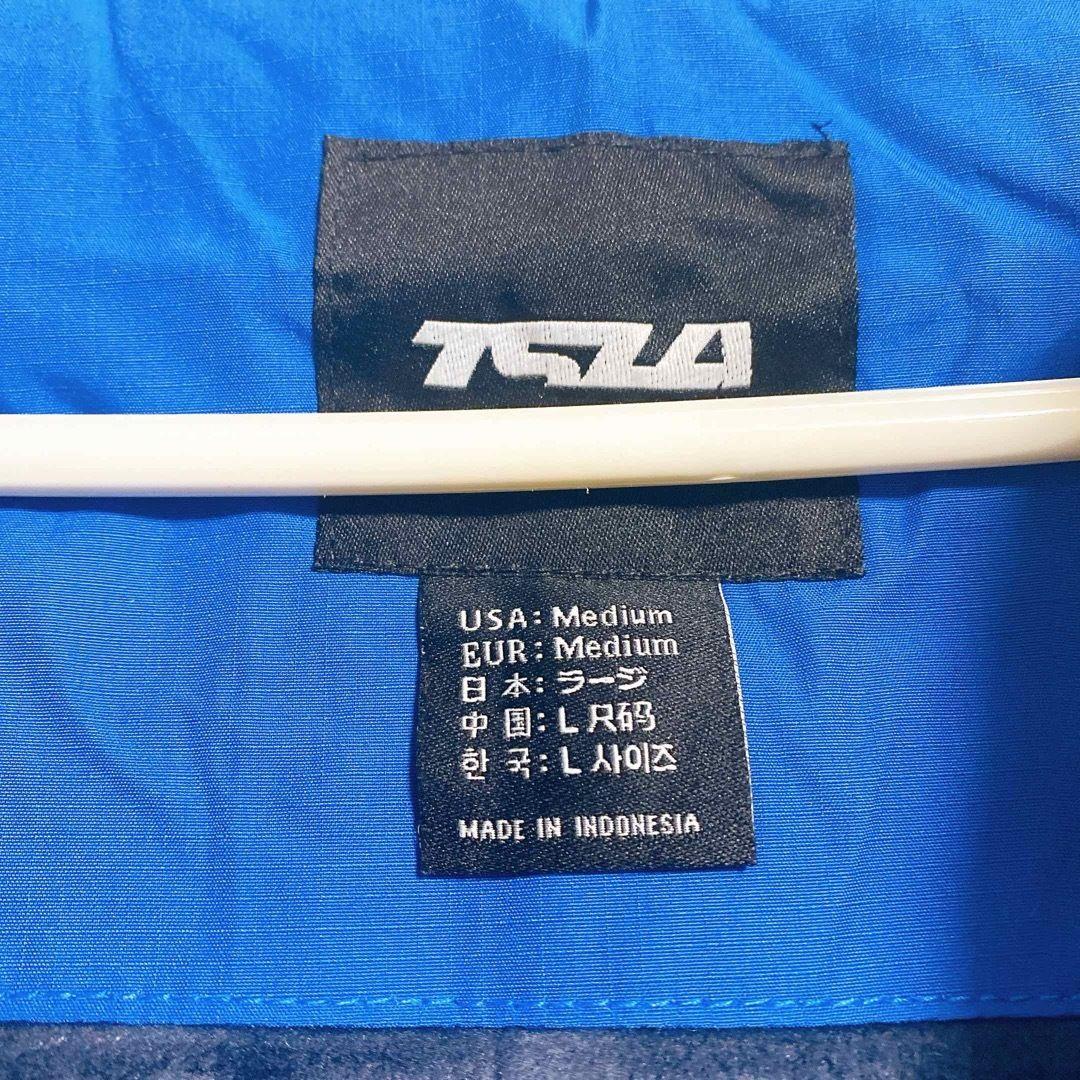 TSLA
USA: Medium
EUR: Medium
日本: ラージ
中国: L 尺码
한국: L 사이즈
MADE IN INDONESIA